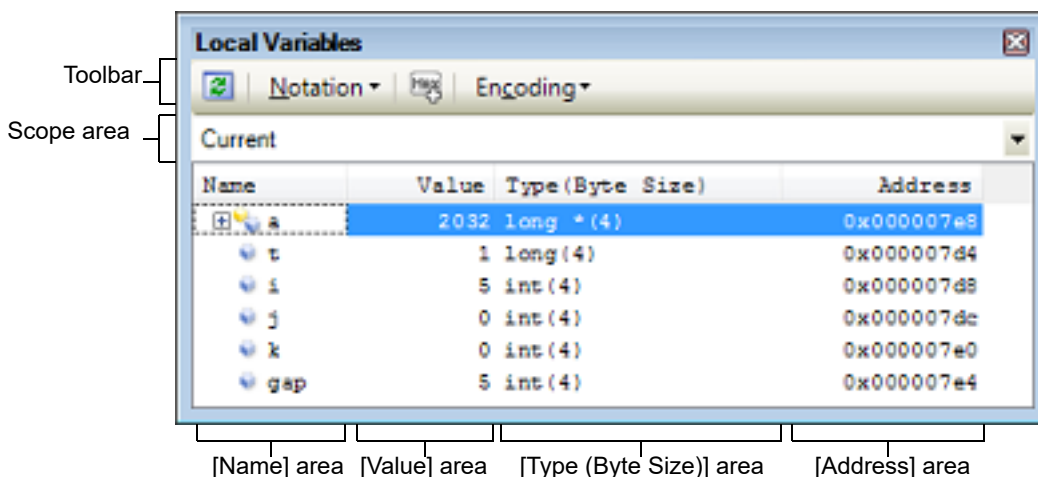 Local Variables
Toolbar
Notation Hex Encoding
Scope area
Current
Name Value Type(Byte Size) Address
a 2032 long *(4) 0x000007e8
t 1 long(4) 0x000007d4
i 5 int(4) 0x000007d8
j 0 int(4) 0x000007dc
k 0 int(4) 0x000007e0
gap 5 int(4) 0x000007e4
[Name] area [Value] area [Type (Byte Size)] area [Address] area